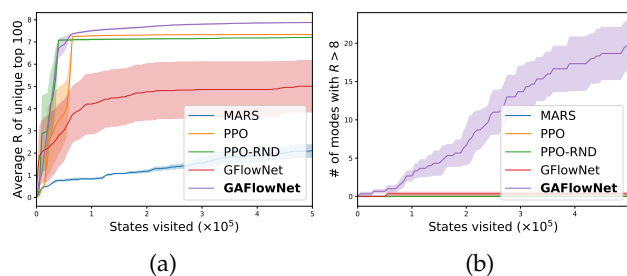 Average R of unique top 100
8
7
6
5
4
3
2
1
0
MARS
PPO
PPO-RND
GFlowNet
GAFlowNet
0 1 2 3 4 5
States visited (×10⁵)
(a)
# of modes with R > 8
20
15
10
5
0
MARS
PPO
PPO-RND
GFlowNet
GAFlowNet
0 2 4
States visited (×10⁵)
(b)